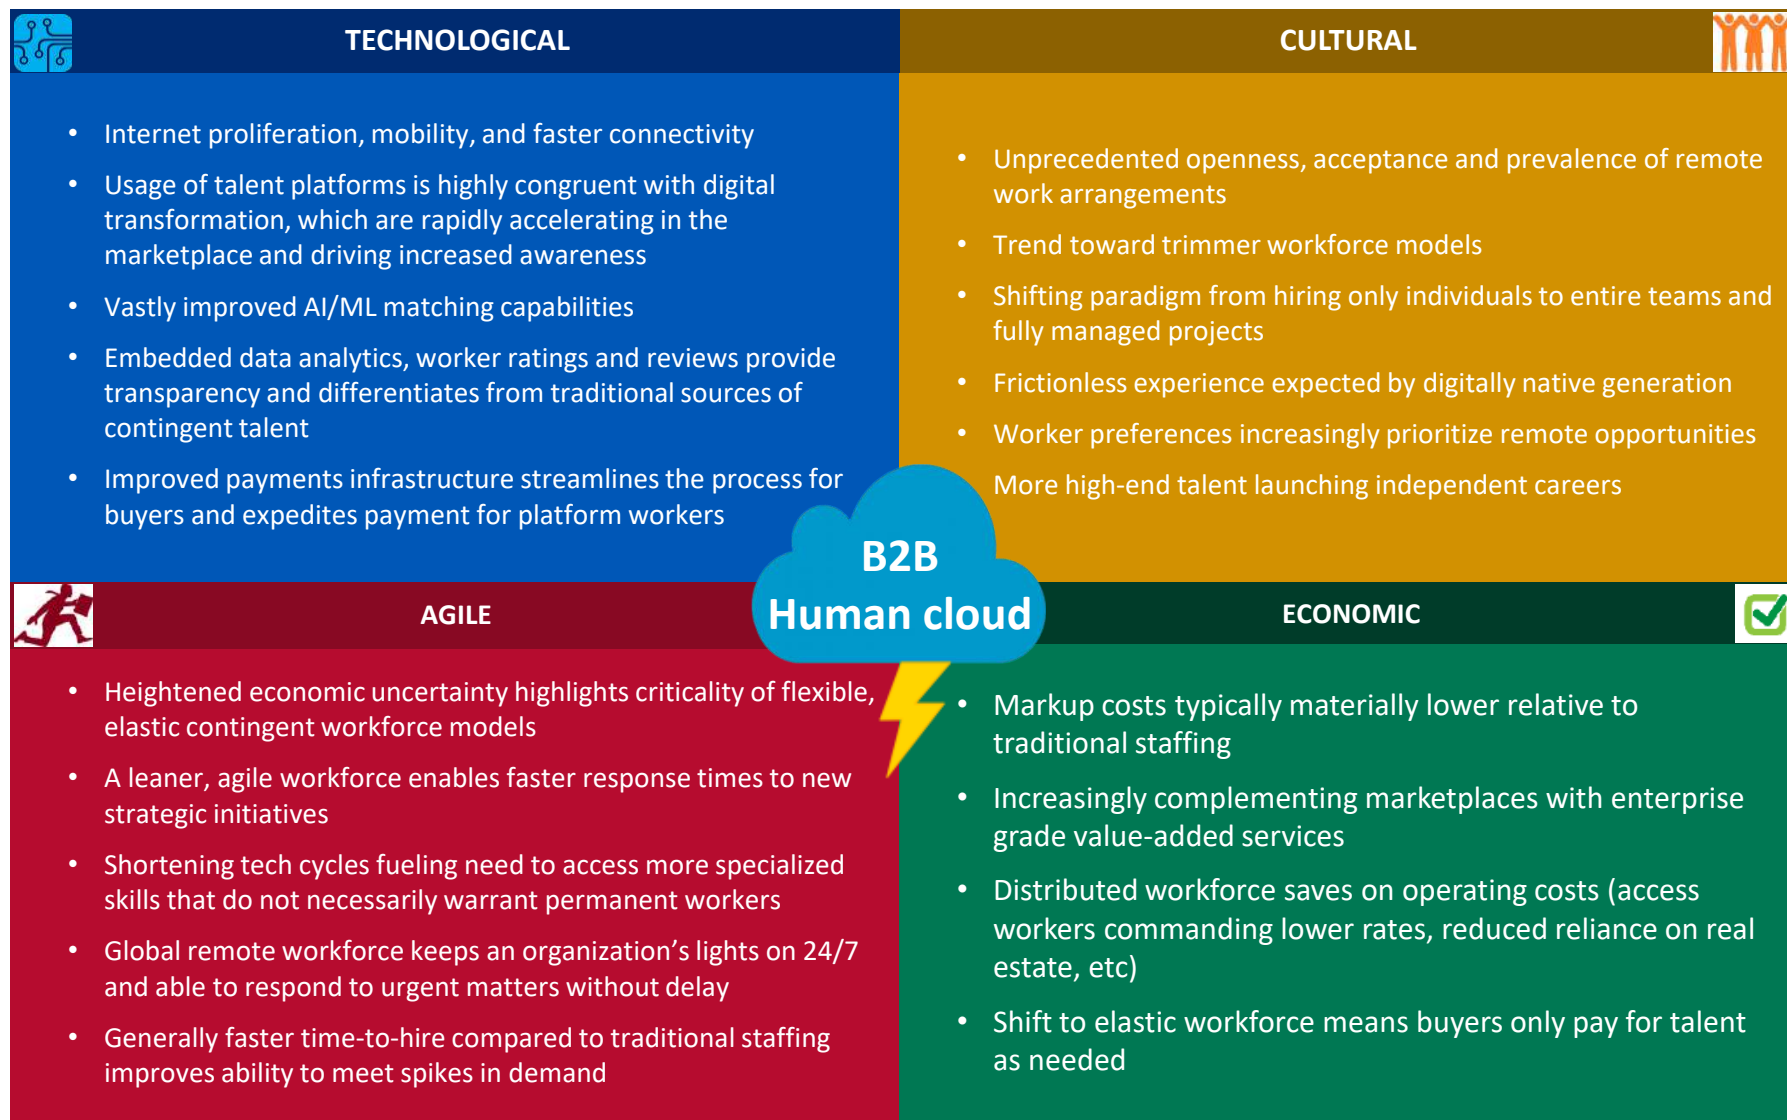 TECHNOLOGICAL
• Internet proliferation, mobility, and faster connectivity
• Usage of talent platforms is highly congruent with digital
transformation, which are rapidly accelerating in the
marketplace and driving increased awareness
• Vastly improved AI/ML matching capabilities
• Embedded data analytics, worker ratings and reviews provide
transparency and differentiates from traditional sources of
contingent talent
• Improved payments infrastructure streamlines the process for
buyers and expedites payment for platform workers
CULTURAL
• Unprecedented openness, acceptance and prevalence of remote
work arrangements
• Trend toward trimmer workforce models
• Shifting paradigm from hiring only individuals to entire teams and
fully managed projects
• Frictionless experience expected by digitally native generation
• Worker preferences increasingly prioritize remote opportunities
More high-end talent launching independent careers
B2B
Human cloud
AGILE
• Heightened economic uncertainty highlights criticality of flexible,
elastic contingent workforce models
• A leaner, agile workforce enables faster response times to new
strategic initiatives
• Shortening tech cycles fueling need to access more specialized
skills that do not necessarily warrant permanent workers
• Global remote workforce keeps an organization’s lights on 24/7
and able to respond to urgent matters without delay
• Generally faster time-to-hire compared to traditional staffing
improves ability to meet spikes in demand
ECONOMIC
• Markup costs typically materially lower relative to
traditional staffing
• Increasingly complementing marketplaces with enterprise
grade value-added services
• Distributed workforce saves on operating costs (access
workers commanding lower rates, reduced reliance on real
estate, etc)
• Shift to elastic workforce means buyers only pay for talent
as needed